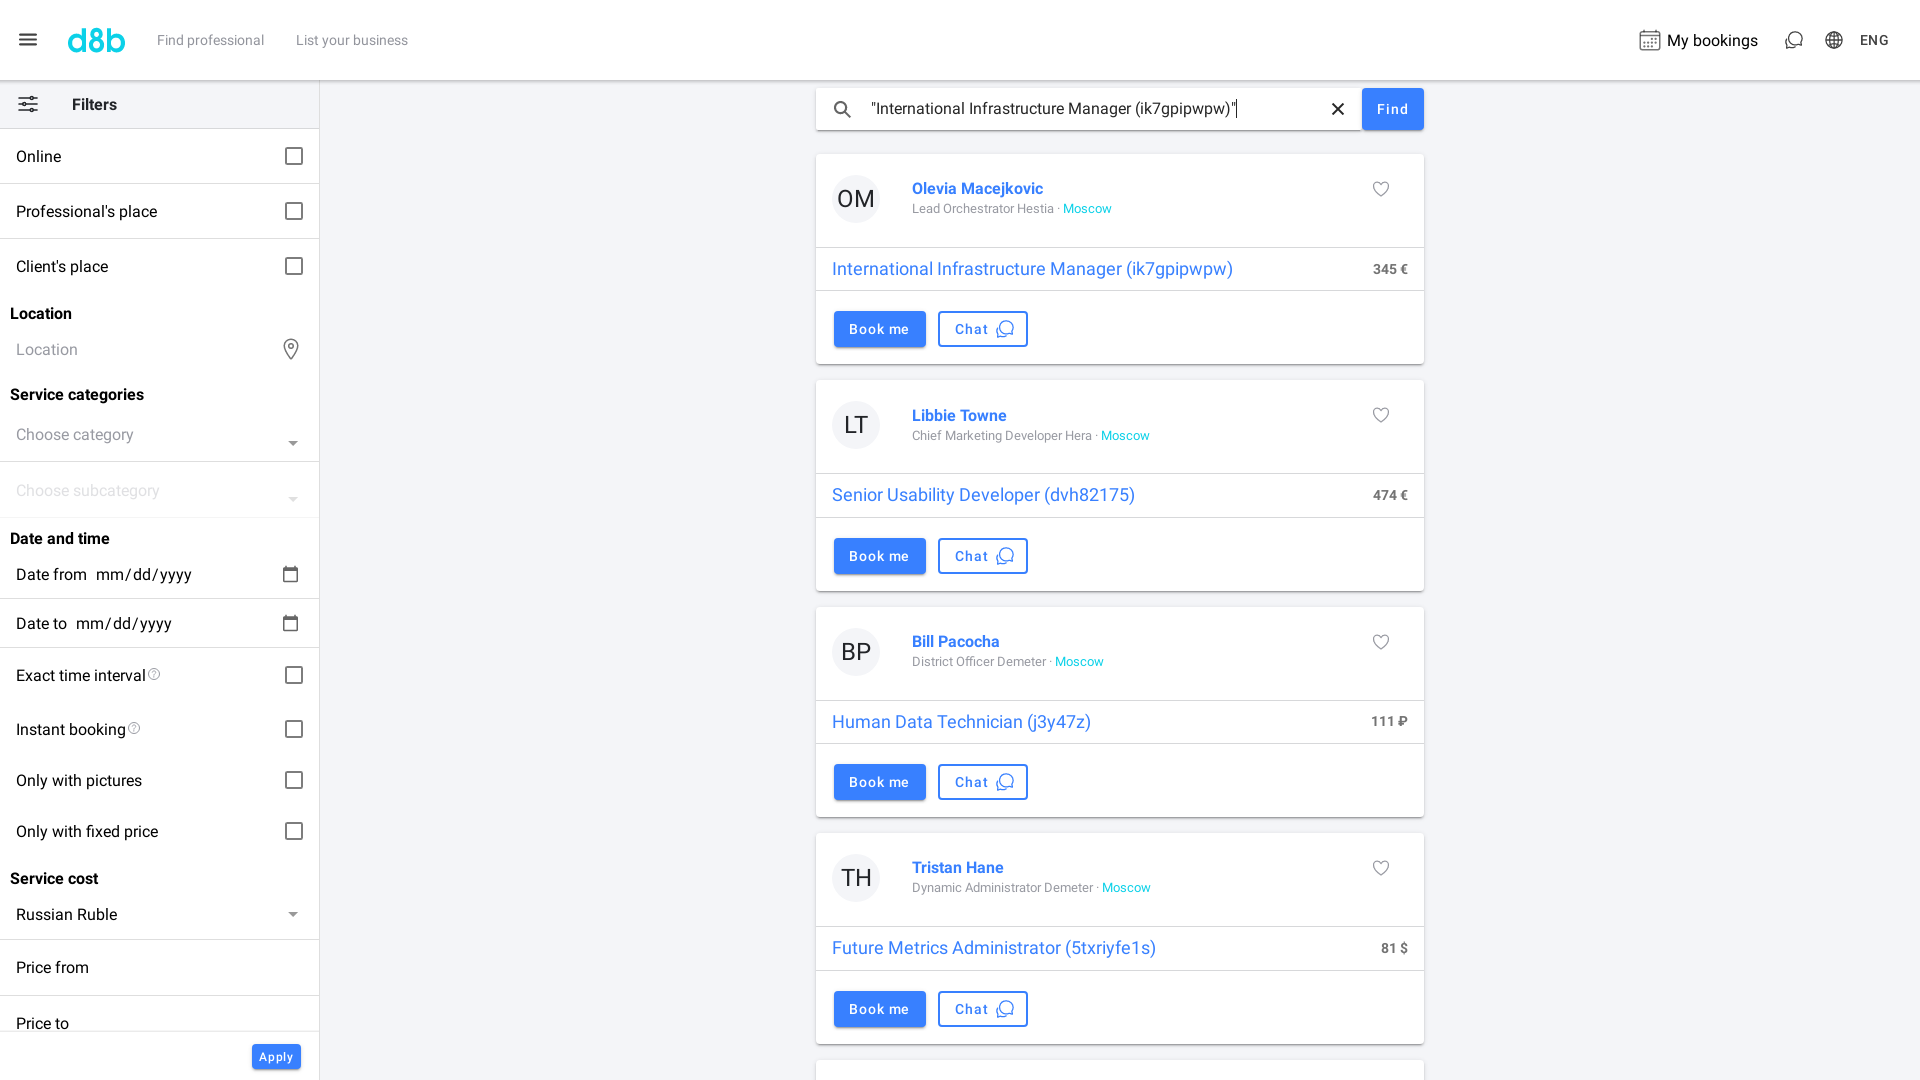 d8b
Find professional
List your business
My bookings
ENG
Filters
Online
Professional's place
Client's place
Location
Location
Service categories
Choose category
Choose subcategory
Date and time
Date from mm/dd/yyyy
Date to mm/dd/yyyy
Exact time interval
Instant booking
Only with pictures
Only with fixed price
Service cost
Russian Ruble
Price from
Price to
Apply
"International Infrastructure Manager (ik7gpipwpw)"
Find
OM
Olevia Macejkovic
Lead Orchestrator Hestia · Moscow
International Infrastructure Manager (ik7gpipwpw) 345 €
Book me
Chat
LT
Libbie Towne
Chief Marketing Developer Hera · Moscow
Senior Usability Developer (dvh82175) 474 €
Book me
Chat
BP
Bill Pacocha
District Officer Demeter · Moscow
Human Data Technician (j3y47z) 111 ₽
Book me
Chat
TH
Tristan Hane
Dynamic Administrator Demeter · Moscow
Future Metrics Administrator (5txriyfe1s) 81 $
Book me
Chat